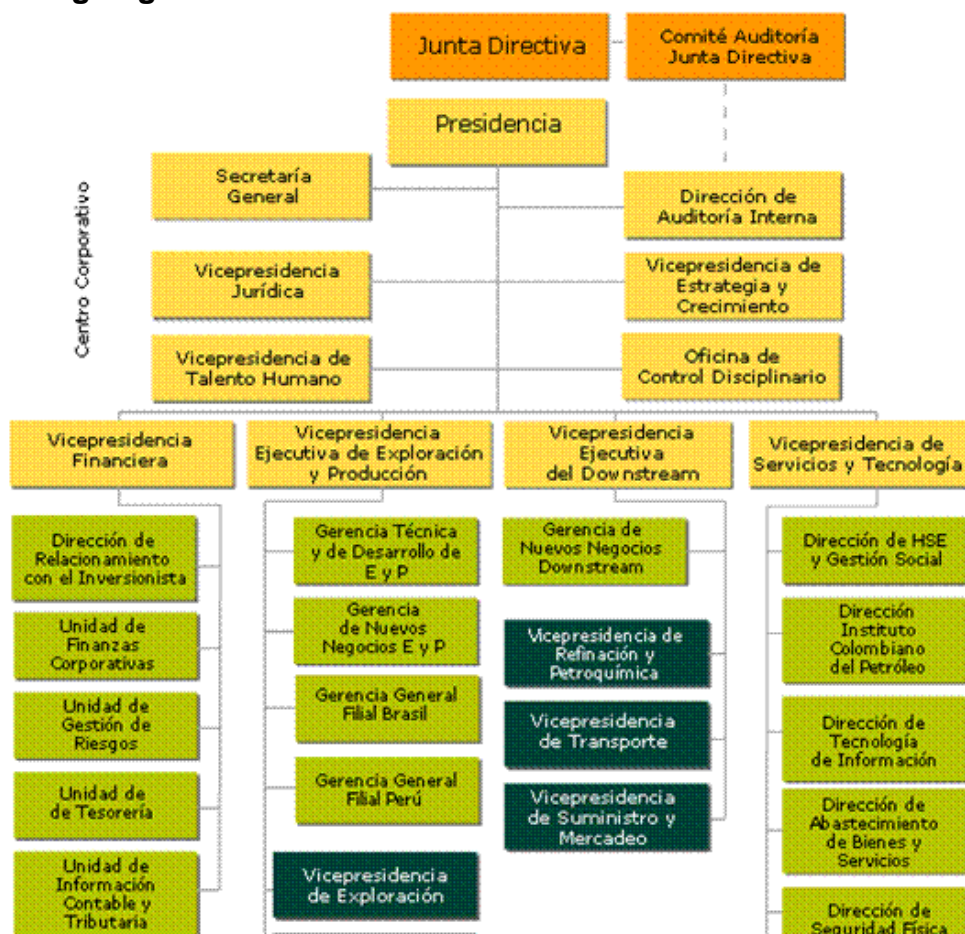 Junta Directiva
Comité Auditoría
Junta Directiva
Presidencia
Centro Corporativo
Secretaría
General
Dirección de
Auditoría Interna
Vicepresidencia
Jurídica
Vicepresidencia de
Estrategia y
Crecimiento
Vicepresidencia de
Talento Humano
Oficina de
Control Disciplinario
Vicepresidencia
Financiera
Vicepresidencia
Ejecutiva de Exploración
y Producción
Vicepresidencia
Ejecutiva
del Downstream
Vicepresidencia de
Servicios y Tecnología
Dirección de
Relacionamiento
con el Inversionista
Unidad de
Finanzas
Corporativas
Unidad de
Gestión de
Riesgos
Unidad de
de Tesorería
Unidad de
Información
Contable y
Tributaria
Gerencia Técnica
y de Desarrollo de
E y P
Gerencia
de Nuevos
Negocios E y P
Gerencia General
Filial Brasil
Gerencia General
Filial Perú
Vicepresidencia
de Exploración
Gerencia de
Nuevos Negocios
Downstream
Vicepresidencia de
Refinación y
Petroquímica
Vicepresidencia
de Transporte
Vicepresidencia
de Suministro y
Mercadeo
Dirección de HSE
y Gestión Social
Dirección
Instituto
Colombiano
del Petróleo
Dirección de
Tecnología
de Información
Dirección de
Abastecimiento
de Bienes y
Servicios
Dirección de
Seguridad Física